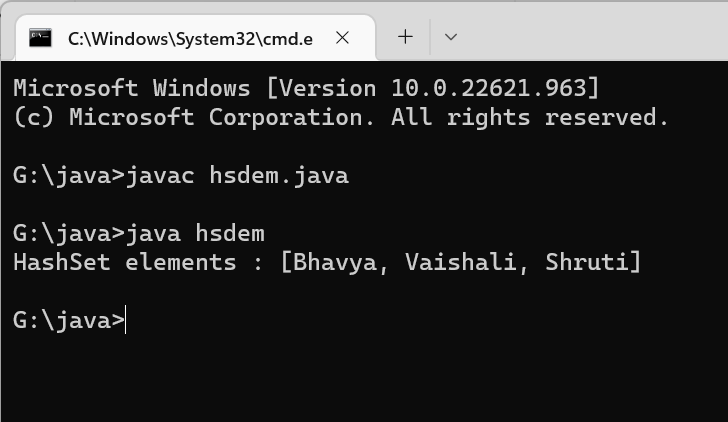 C:\Windows\System32\cmd.e
Microsoft Windows [Version 10.0.22621.963]
(c) Microsoft Corporation. All rights reserved.
G:\java>javac hsdem.java
G:\java>java hsdem
HashSet elements : [Bhavya, Vaishali, Shruti]
G:\java>